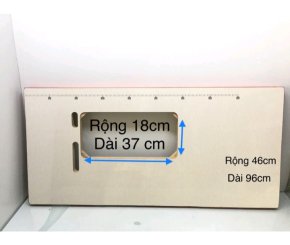 Rộng 18cm
Dài 37 cm
Rộng 46cm
Dài 96cm